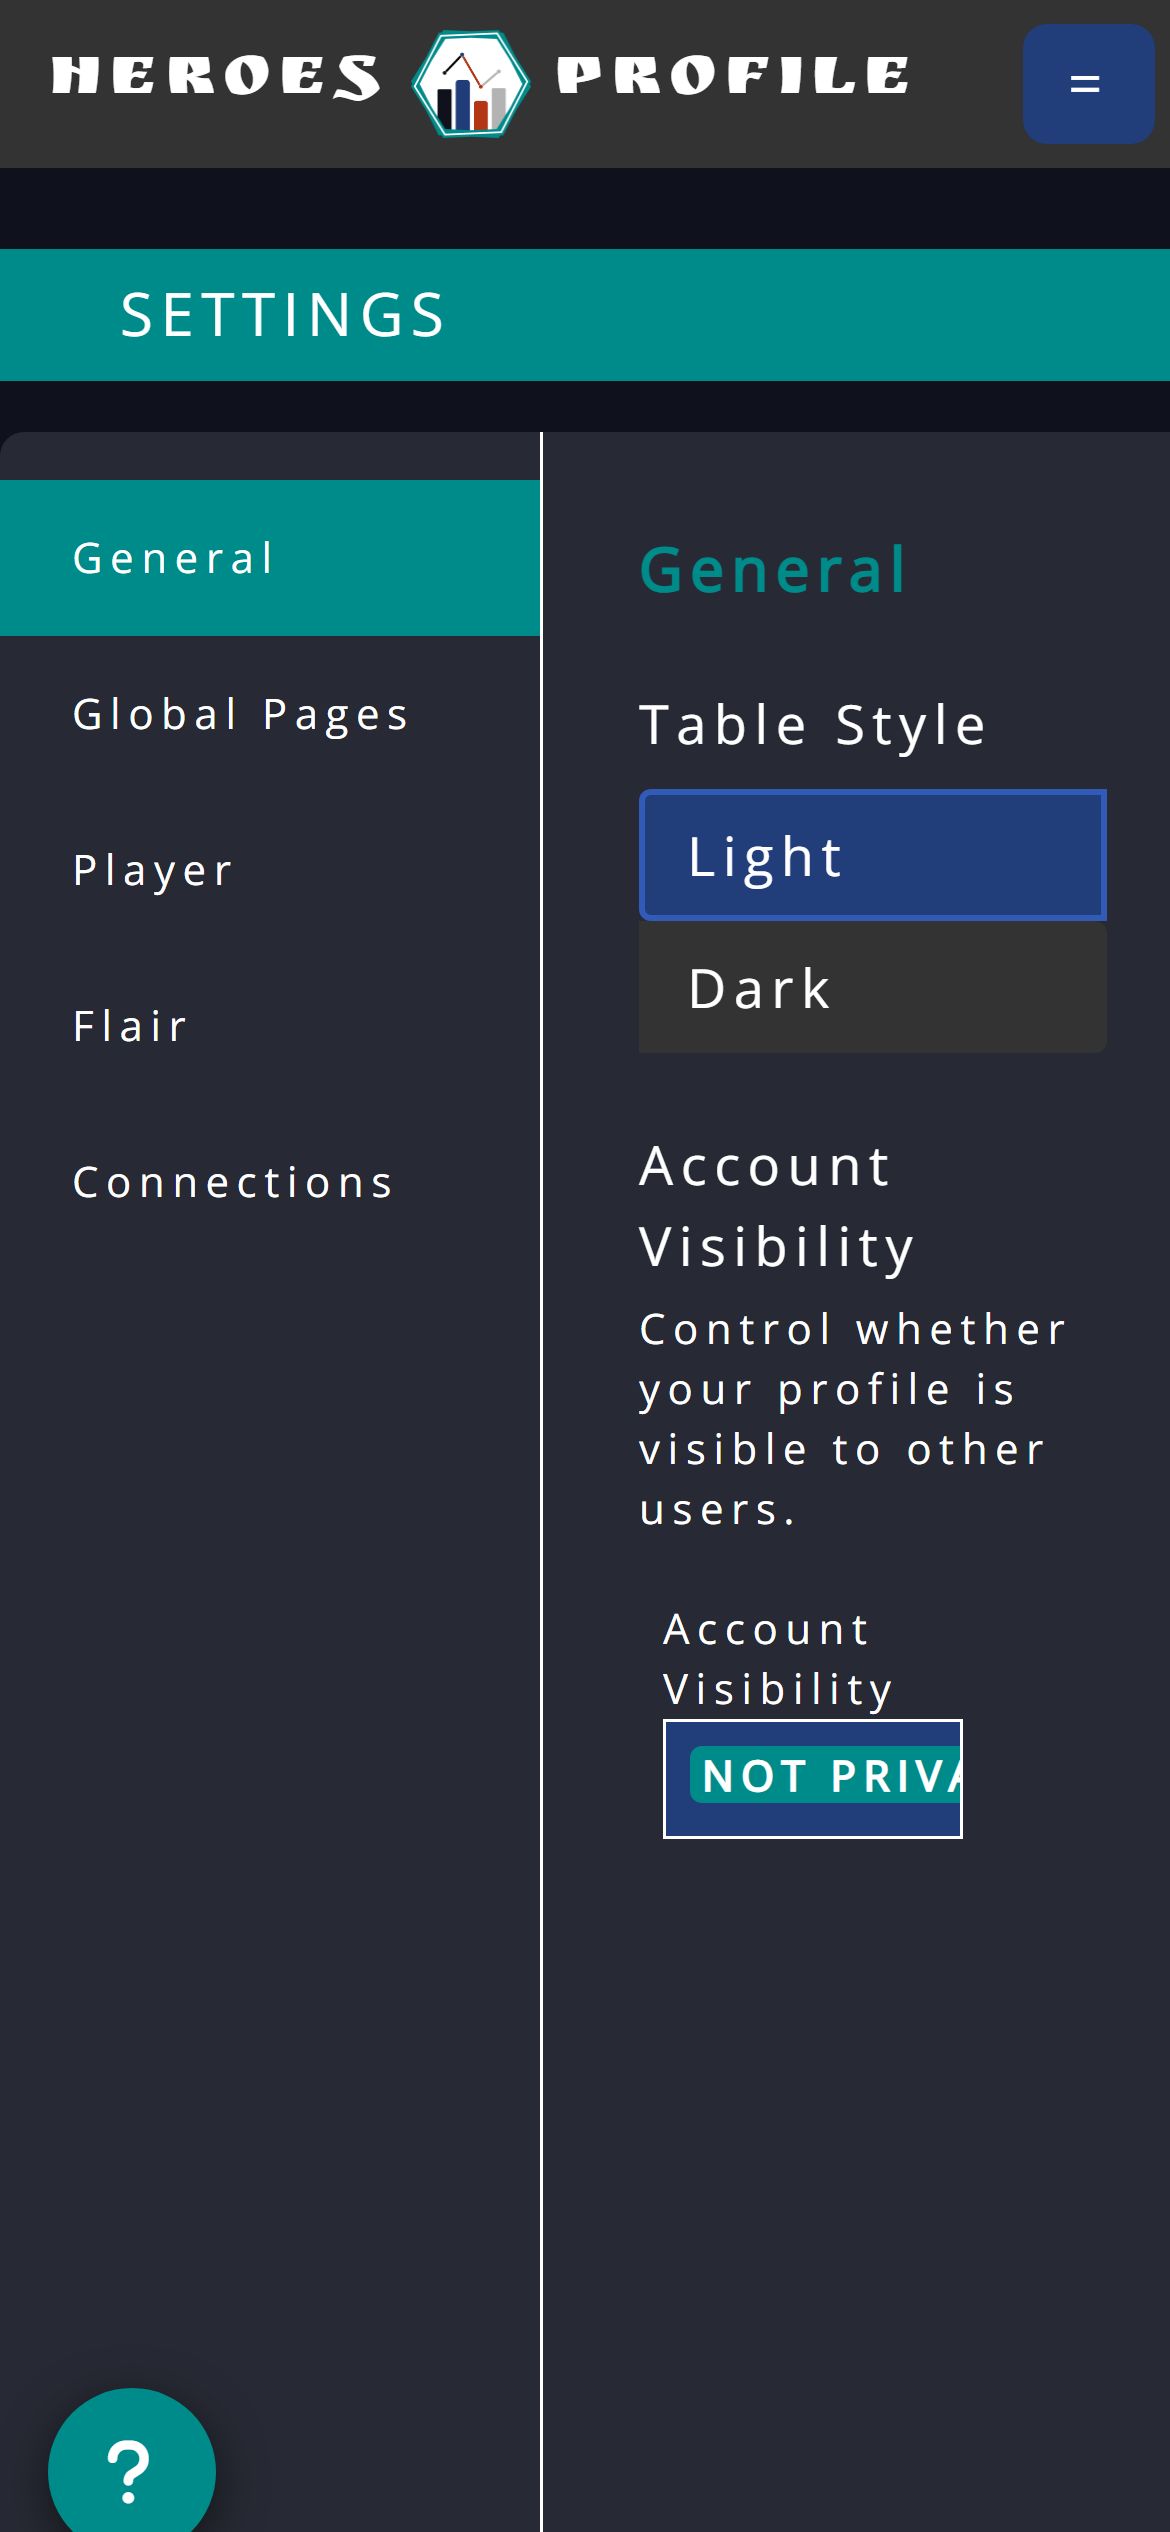 HEROES PROFILE
=
SETTINGS
General
Global Pages
Player
Flair
Connections
General
Table Style
Light
Dark
Account
Visibility
Control whether
your profile is
visible to other
users.
Account
Visibility
NOT PRIVA
?